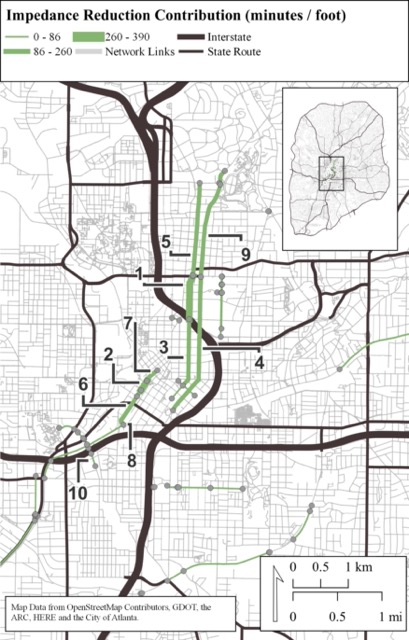 Impedance Reduction Contribution (minutes / foot)
0 - 86 260 - 390 Interstate
86 - 260 Network Links State Route
5
9
1
7
3
2
4
6
8
10
0 0.5 1 km
0 0.5 1 mi
Map Data from OpenStreetMap Contributors, GDOT, the
ARC, HERE and the City of Atlanta.